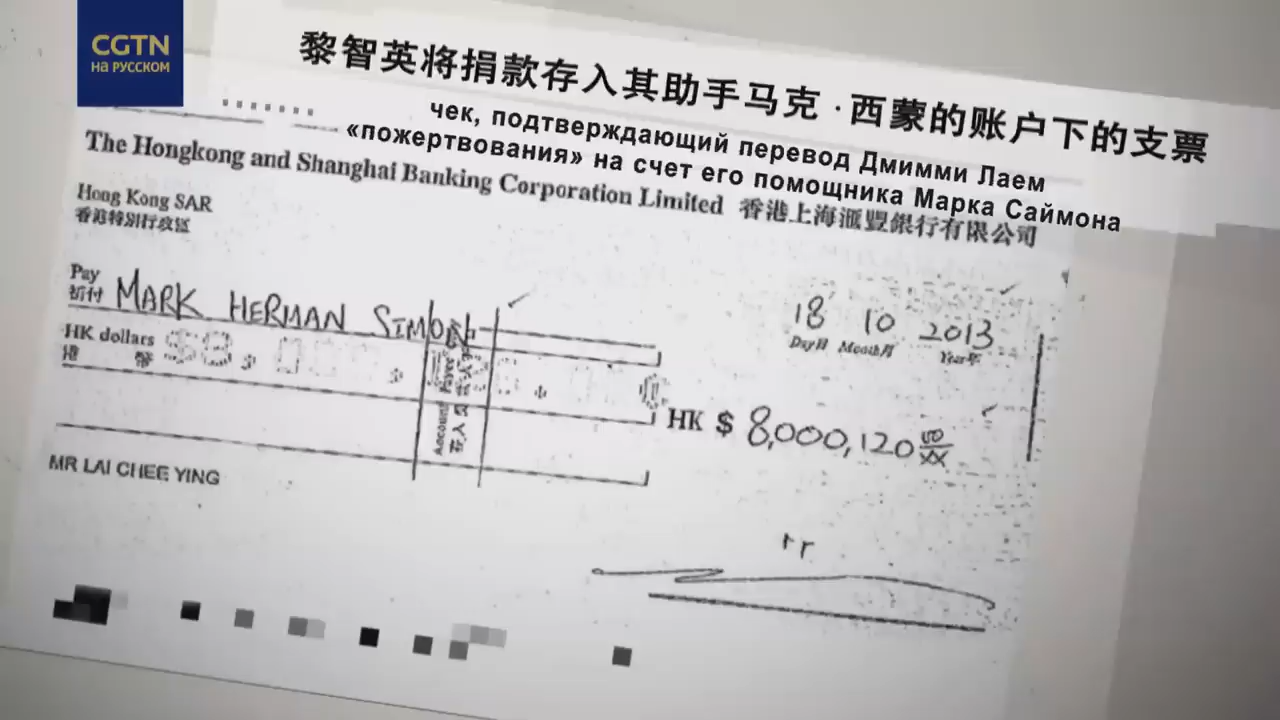 CGTN
на РУССКОМ
黎智英将捐款存入其助手马克·西蒙的账户下的支票
чек, подтверждающий перевод Дмимми Лаем
«пожертвования» на счет его помощника Марка Саймона
The Hongkong and Shanghai Banking Corporation Limited 香港上海滙豐銀行有限公司
Hong Kong SAR
香港特別行政區
18 10 2013
Day日 Month月 Year年
Pay
祈付 MARK HERMAN SIMON
HK dollars
港幣
HK $ 8,000,120 00/XX
MR LAI CHEE YING